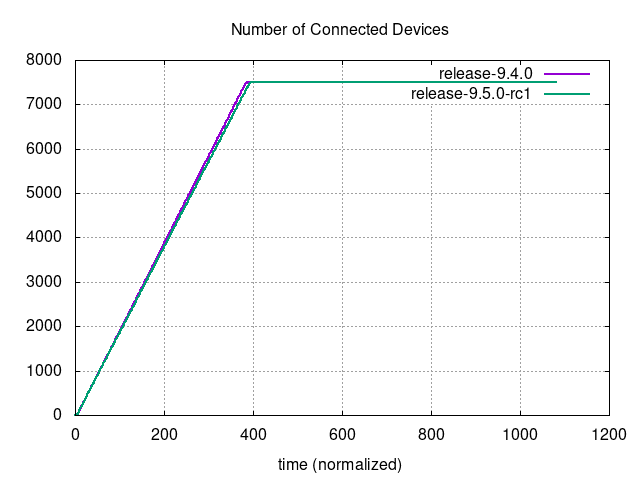 Number of Connected Devices
8000
7000
6000
5000
4000
3000
2000
1000
0
release-9.4.0
release-9.5.0-rc1
0 200 400 600 800 1000 1200
time (normalized)